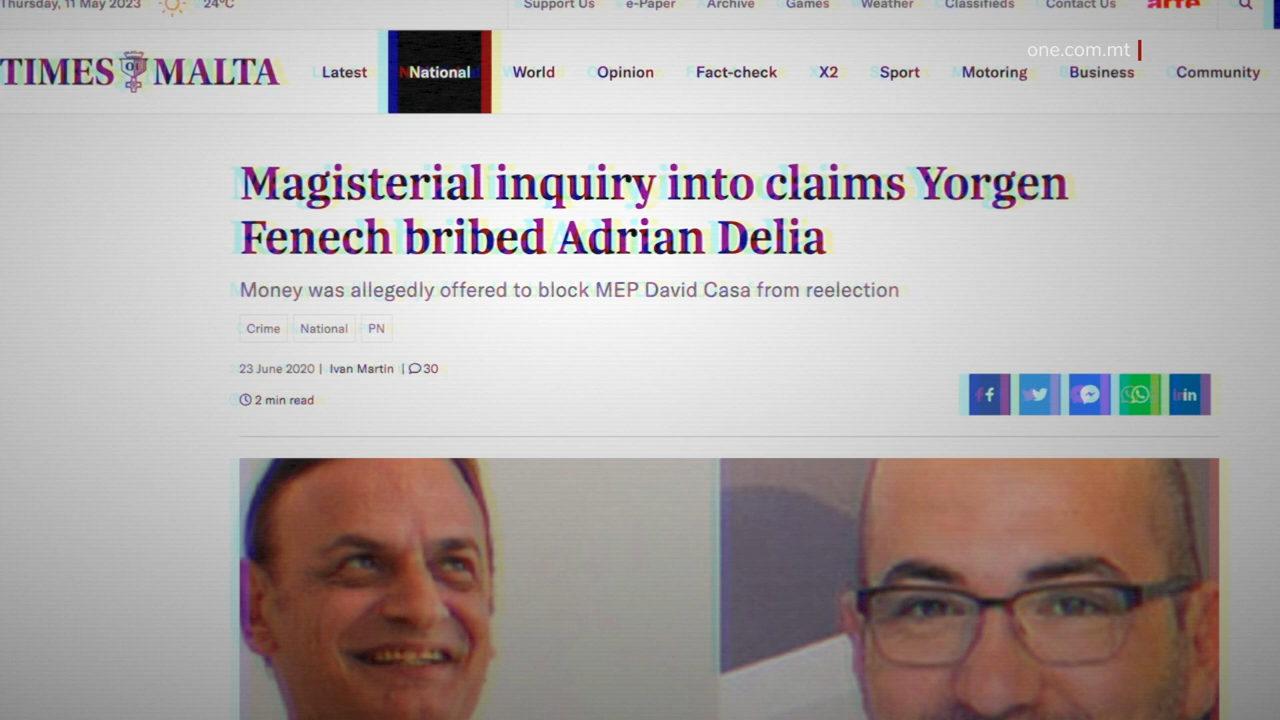 Thursday, 11 May 2023 24°C Support Us e-Paper Archive Games Weather Classifieds Contact Us arte
one.com.mt
TIMES MALTA Latest National World Opinion Fact-check X2 Sport Motoring Business Community
Magisterial inquiry into claims Yorgen
Fenech bribed Adrian Delia
Money was allegedly offered to block MEP David Casa from reelection
Crime National PN
23 June 2020 | Ivan Martin | 30
2 min read